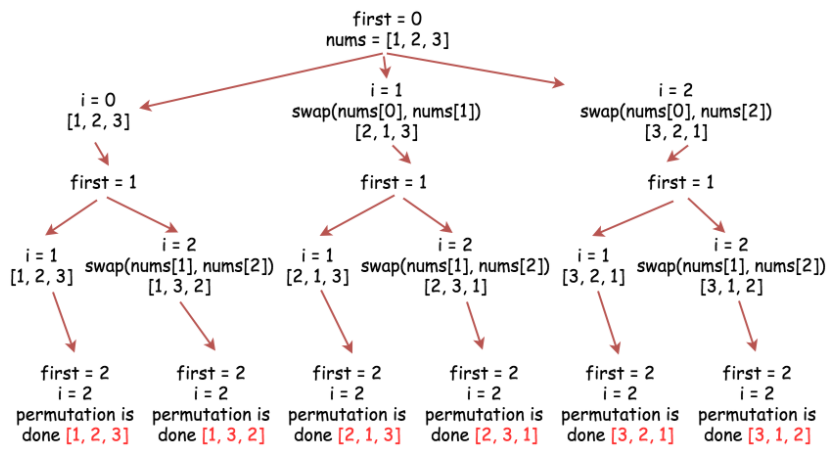 first = 0
nums = [1, 2, 3]
i = 0
[1, 2, 3]
i = 1
swap(nums[0], nums[1])
[2, 1, 3]
i = 2
swap(nums[0], nums[2])
[3, 2, 1]
first = 1
first = 1
first = 1
i = 1
[1, 2, 3]
i = 2
swap(nums[1], nums[2])
[1, 3, 2]
i = 1
[2, 1, 3]
i = 2
swap(nums[1], nums[2])
[2, 3, 1]
i = 1
[3, 2, 1]
i = 2
swap(nums[1], nums[2])
[3, 1, 2]
first = 2
i = 2
permutation is
done [1, 2, 3]
first = 2
i = 2
permutation is
done [1, 3, 2]
first = 2
i = 2
permutation is
done [2, 1, 3]
first = 2
i = 2
permutation is
done [2, 3, 1]
first = 2
i = 2
permutation is
done [3, 2, 1]
first = 2
i = 2
permutation is
done [3, 1, 2]